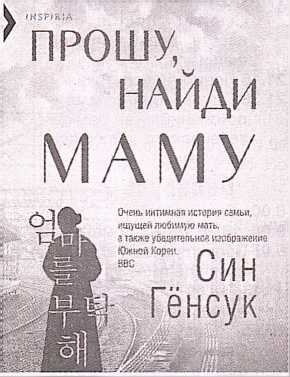 INSPIRIA
ПРОШУ,
НАЙДИ
МАМУ
Очень интимная история семьи,
ищущей любимую мать,
а также убедительное изображение
Южной Кореи.
BBC
Син
Гёнсук
엄마
를
부탁
해